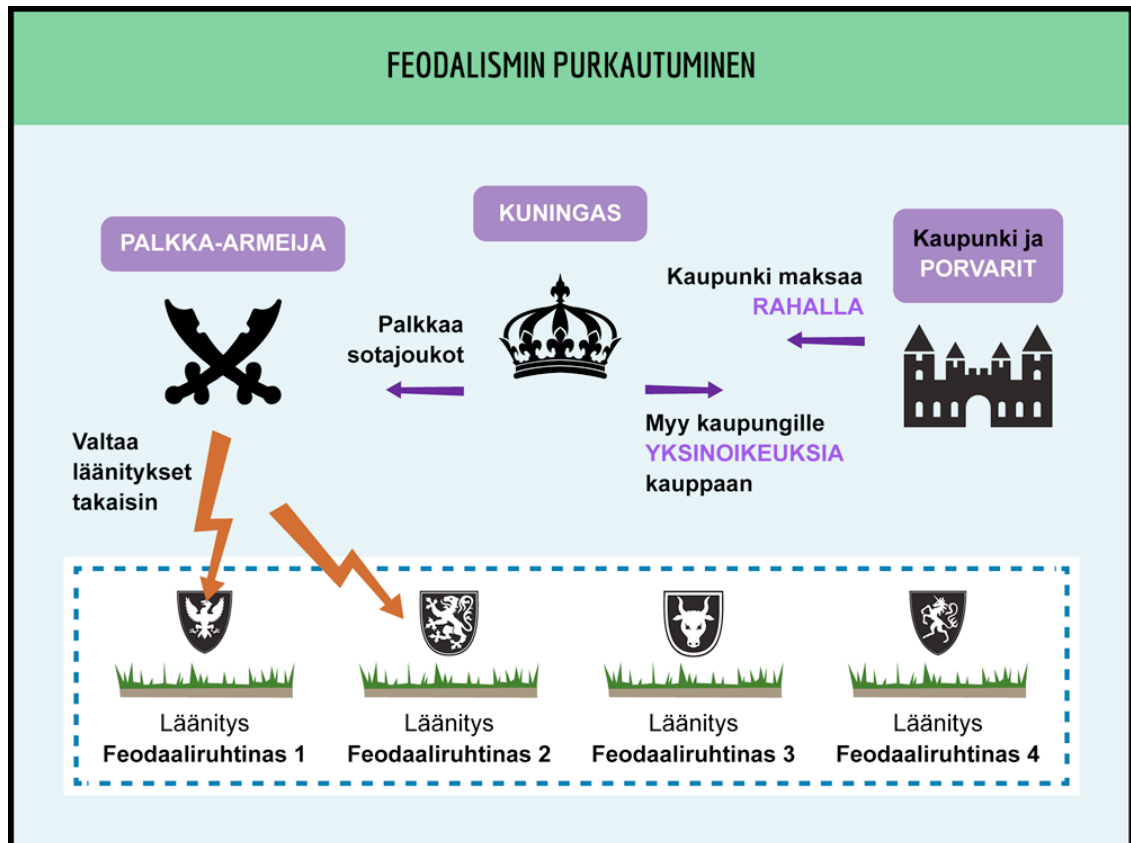 FEODALISMIN PURKAUTUMINEN
PALKKA-ARMEIJA
KUNINGAS
Kaupunki ja
PORVARIT
Kaupunki maksaa
RAHALLA
Palkkaa
sotajoukot
Myy kaupungille
YKSINOIKEUKSIA
kauppaan
Valtaa
läänitykset
takaisin
Läänitys
Feodaaliruhtinas 1
Läänitys
Feodaaliruhtinas 2
Läänitys
Feodaaliruhtinas 3
Läänitys
Feodaaliruhtinas 4